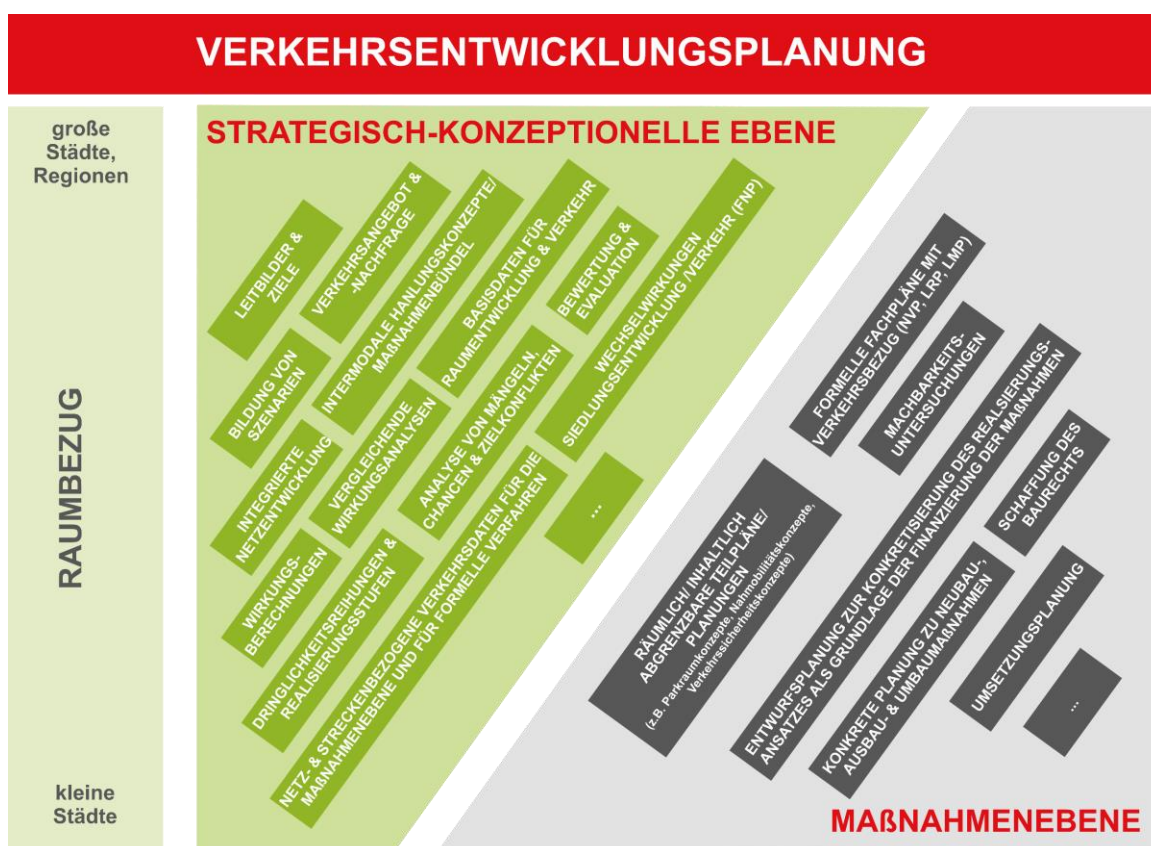 VERKEHRSENTWICKLUNGSPLANUNG
große
Städte,
Regionen
RAUMBEZUG
kleine
Städte
STRATEGISCH-KONZEPTIONELLE EBENE
LEITBILDER &
ZIELE
VERKEHRSANGEBOT &
-NACHFRAGE
BILDUNG VON
SZENARIEN
INTERMODALE HANLUNGSKONZEPTE/
MAßNAHMENBÜNDEL
BASISDATEN FÜR
RAUMENTWICKLUNG & VERKEHR
BEWERTUNG &
EVALUATION
INTEGRIERTE
NETZENTWICKLUNG
VERGLEICHENDE
WIRKUNGSANALYSEN
ANALYSE VON MÄNGELN,
CHANCEN & ZIELKONFLIKTEN
WECHSELWIRKUNGEN
SIEDLUNGSENTWICKLUNG /VERKEHR (FNP)
WIRKUNGS-
BERECHNUNGEN
DRINGLICHKEITSREIHUNGEN &
REALISIERUNGSSTUFEN
NETZ- & STRECKENBEZOGENE VERKEHRSDATEN FÜR DIE
MAßNAHMENEBENE UND FÜR FORMELLE VERFAHREN
...
FORMELLE FACHPLÄNE MIT
VERKEHRSBEZUG (NVP, LRP, LMP)
MACHBARKEITS-
UNTERSUCHUNGEN
RÄUMLICH/ INHALTLICH
ABGRENZBARE TEILPLÄNE/
PLANUNGEN
(z.B. Parkraumkonzepte, Nahmobilitätskonzepte,
Verkehrssicherheitskonzepte)
ENTWURFSPLANUNG ZUR KONKRETISIERUNG DES REALSIERUNGS-
ANSATZES ALS GRUNDLAGE DER FINANZIERUNG DER MAßNAHMEN
SCHAFFUNG DES
BAURECHTS
KONKRETE PLANUNG ZU NEUBAU-,
AUSBAU- & UMBAUMAßNAHMEN
UMSETZUNGSPLANUNG
...
MAßNAHMENEBENE